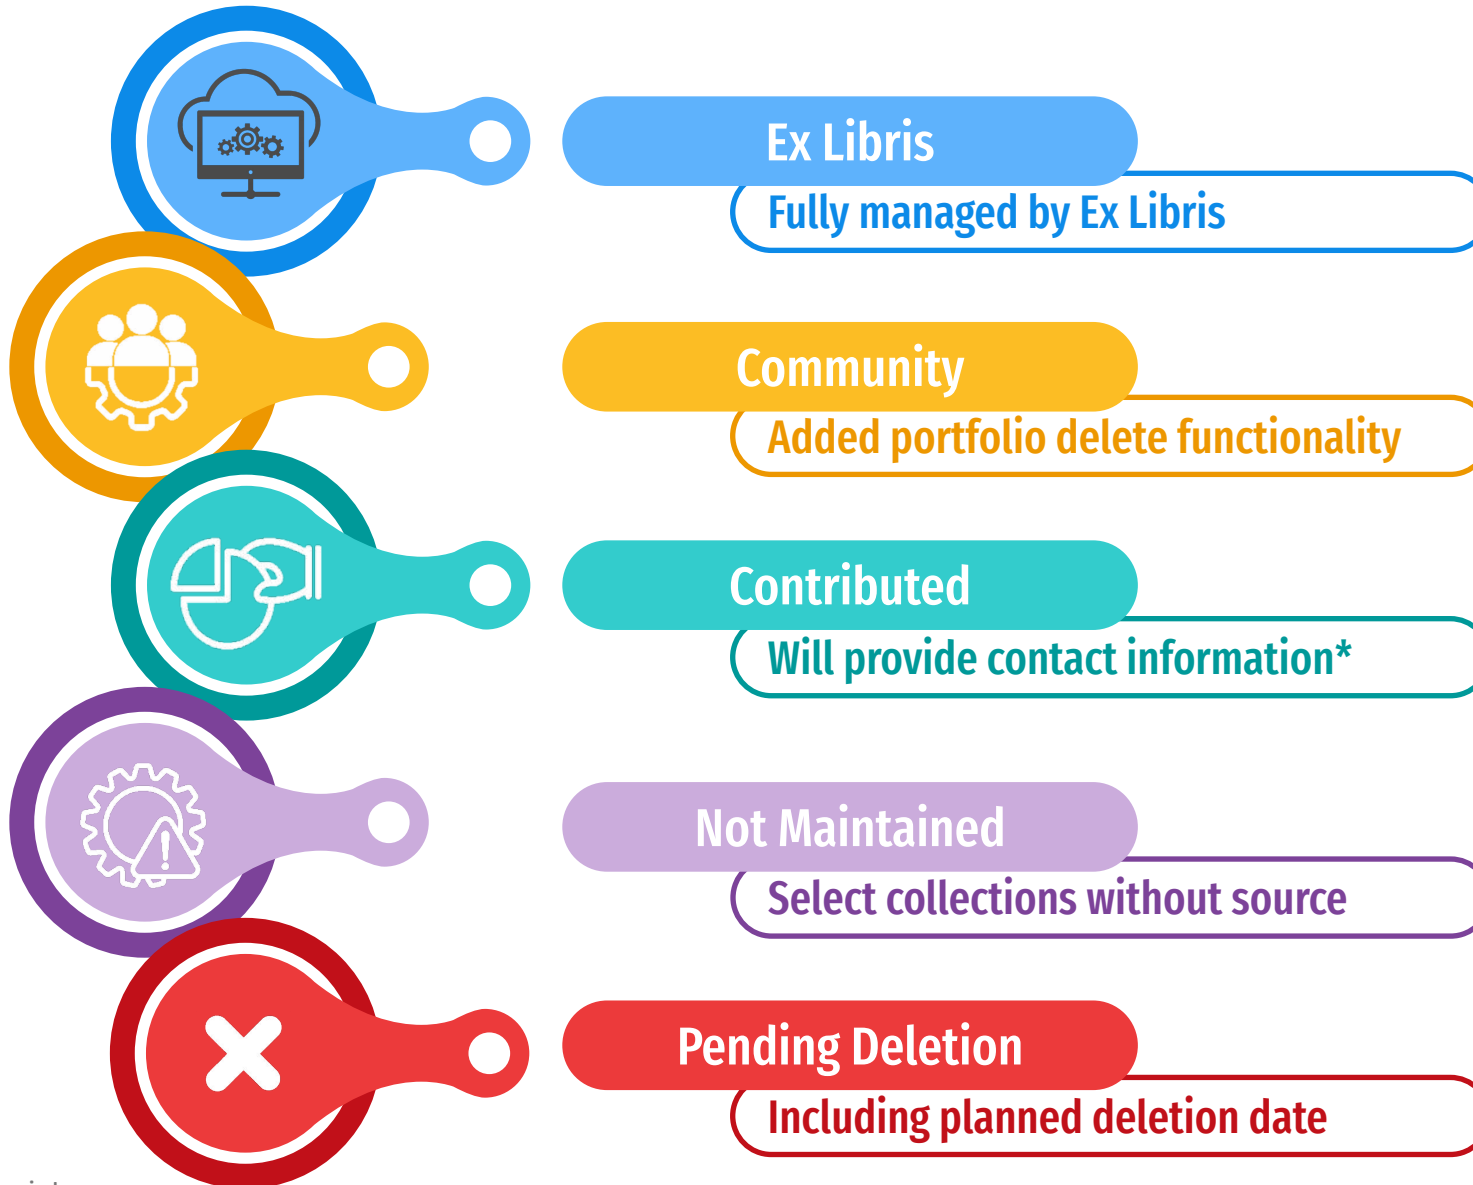 Ex Libris
Fully managed by Ex Libris
Community
Added portfolio delete functionality
Contributed
Will provide contact information*
Not Maintained
Select collections without source
Pending Deletion
Including planned deletion date